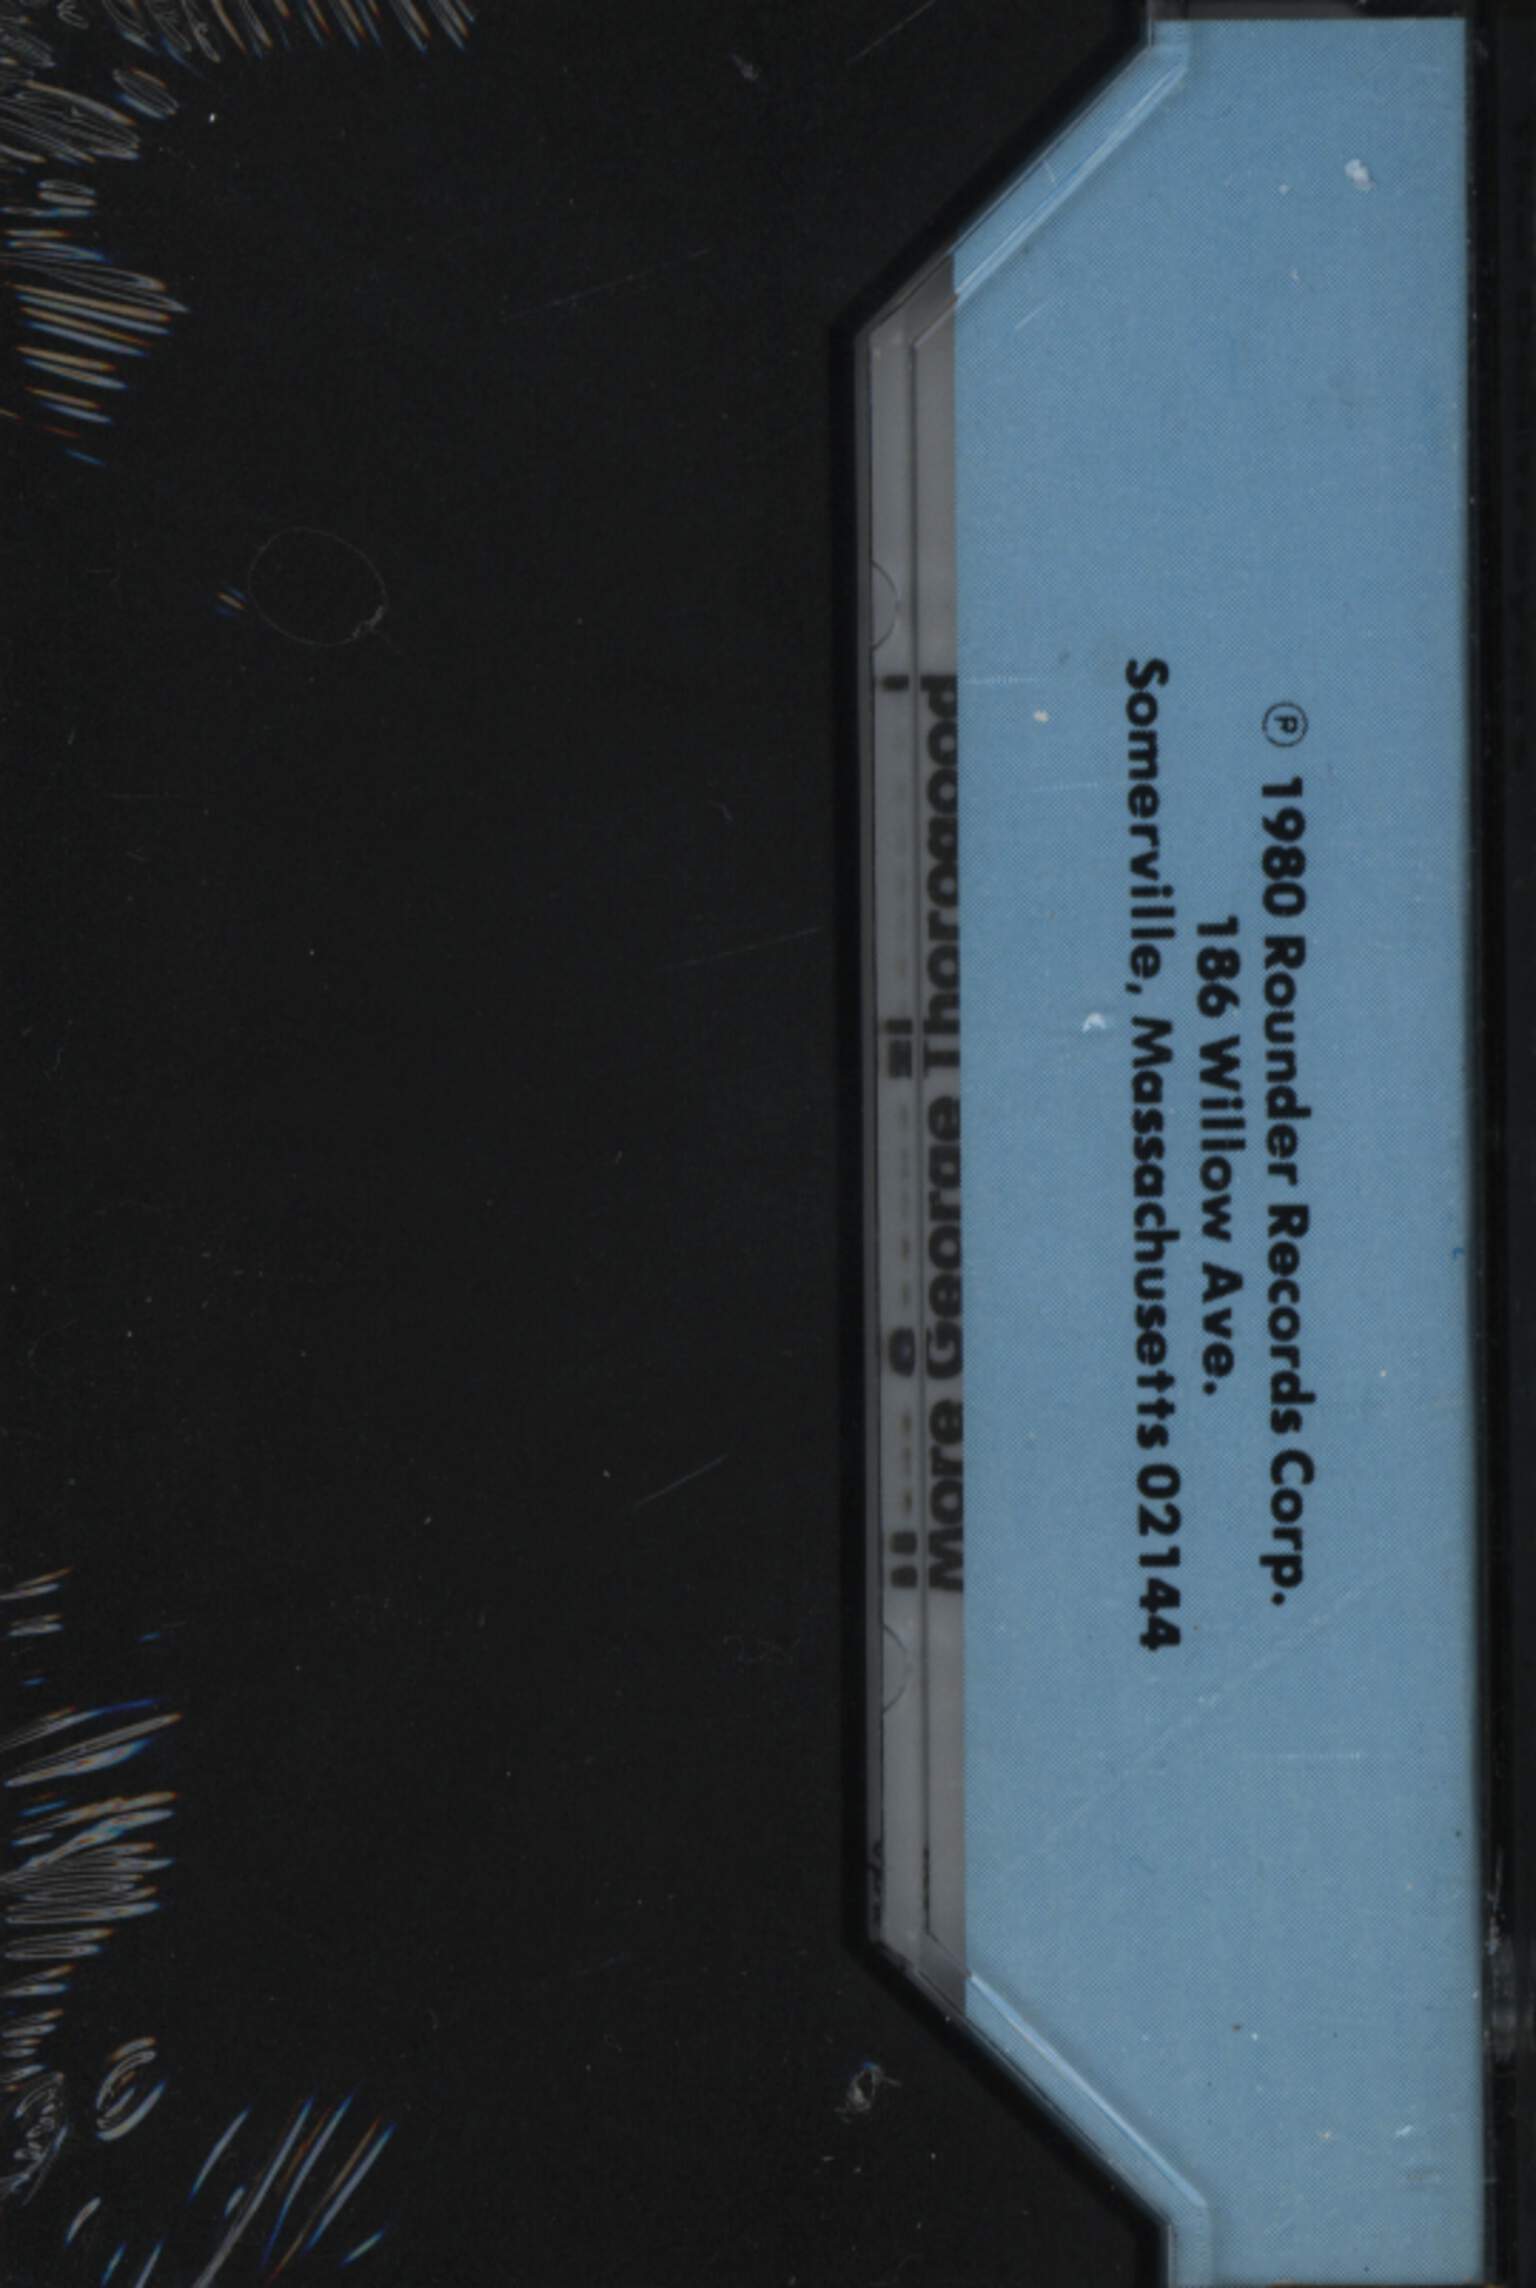 ℗ 1980 Rounder Records Corp.
186 Willow Ave.
Somerville, Massachusetts 02144
More George Thorogood